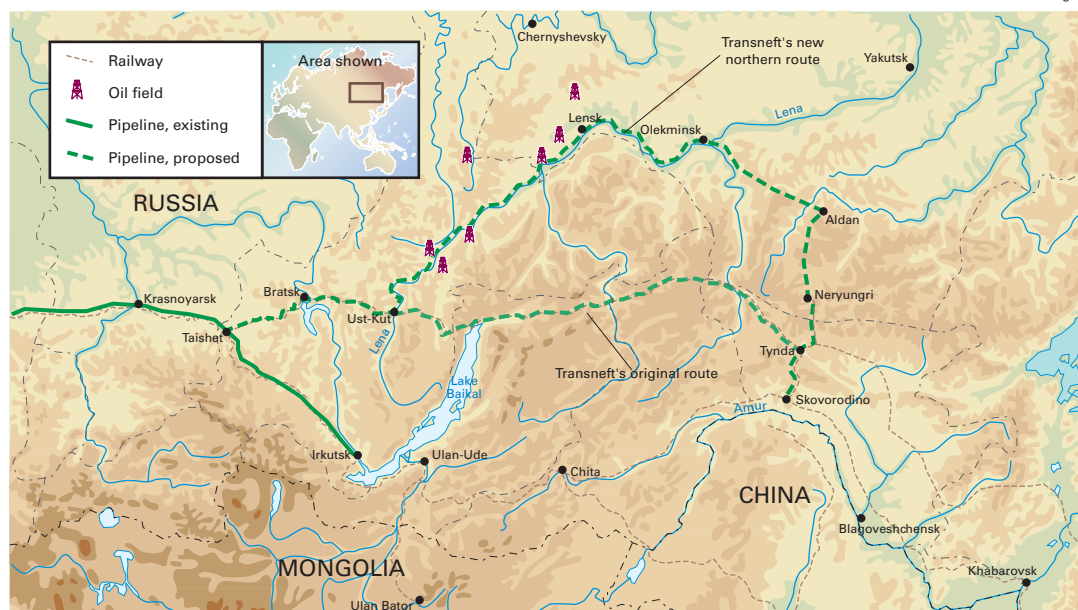 Railway
Oil field
Pipeline, existing
Pipeline, proposed
Area shown
Chernyshevsky
Transneft's new
northern route
Yakutsk
Lensk
Olekminsk
Lena
RUSSIA
Aldan
Krasnoyarsk
Bratsk
Neryungri
Ust-Kut
Taishet
Lena
Tynda
Transneft's original route
Lake
Baikal
Skovorodino
Amur
Irkutsk
Ulan-Ude
Chita
CHINA
Blagoveshchensk
MONGOLIA
Khabarovsk
Ulan Bator